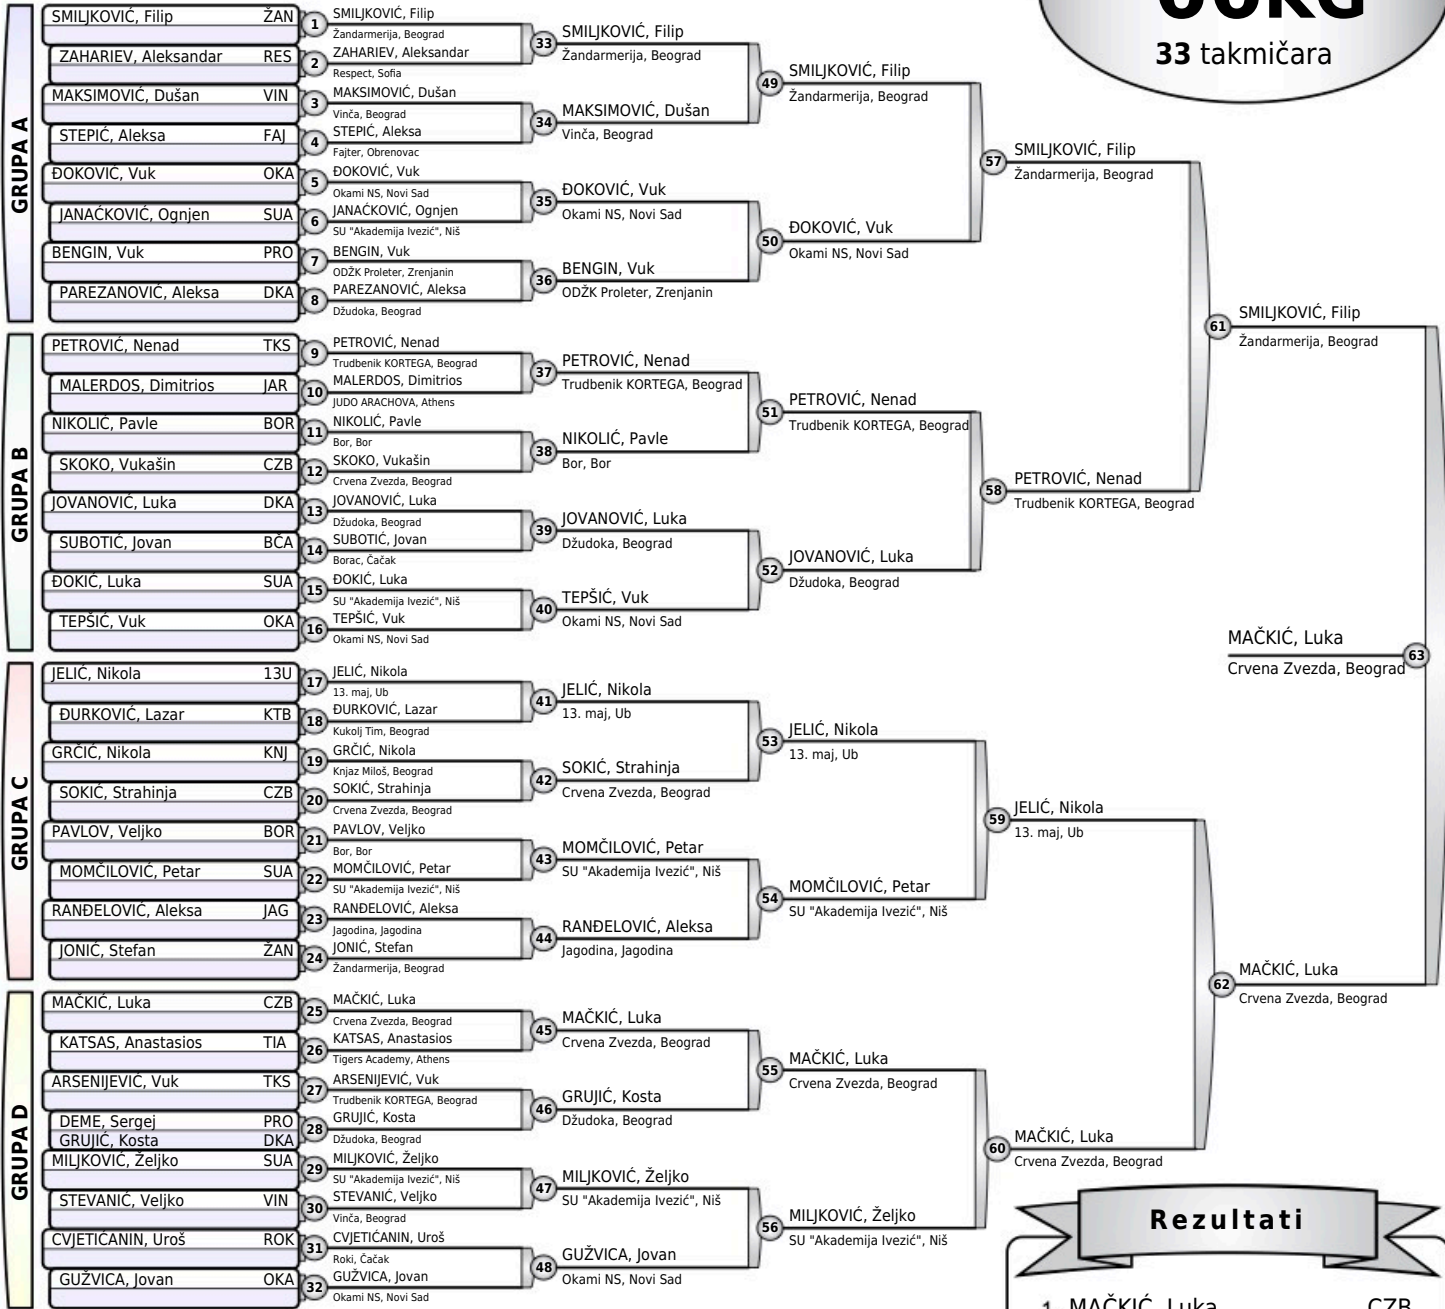 33 takmičara
GRUPA A
SMILJKOVIĆ, Filip ŽAN
ZAHARIEV, Aleksandar RES
MAKSIMOVIĆ, Dušan VIN
STEPIĆ, Aleksa FAJ
ĐOKOVIĆ, Vuk OKA
JANAĆKOVIĆ, Ognjen SUA
BENGIN, Vuk PRO
PAREZANOVIĆ, Aleksa DKA
GRUPA B
PETROVIĆ, Nenad TKS
MALERDOS, Dimitrios JAR
NIKOLIĆ, Pavle BOR
SKOKO, Vukašin CZB
JOVANOVIĆ, Luka DKA
SUBOTIĆ, Jovan BČA
ĐOKIĆ, Luka SUA
TEPŠIĆ, Vuk OKA
GRUPA C
JELIĆ, Nikola 13U
ĐURKOVIĆ, Lazar KTB
GRČIĆ, Nikola KNJ
SOKIĆ, Strahinja CZB
PAVLOV, Veljko BOR
MOMČILOVIĆ, Petar SUA
RANĐELOVIĆ, Aleksa JAG
JONIĆ, Stefan ŽAN
GRUPA D
MAČKIĆ, Luka CZB
KATSAS, Anastasios TIA
ARSENIJEVIĆ, Vuk TKS
DEME, Sergej PRO
GRUJIĆ, Kosta DKA
MILJKOVIĆ, Željko SUA
STEVANIĆ, Veljko VIN
CVJETIĆANIN, Uroš ROK
GUŽVICA, Jovan OKA
1 SMILJKOVIĆ, Filip
Žandarmerija, Beograd
2 ZAHARIEV, Aleksandar
Respect, Sofia
3 MAKSIMOVIĆ, Dušan
Vinča, Beograd
4 STEPIĆ, Aleksa
Fajter, Obrenovac
5 ĐOKOVIĆ, Vuk
Okami NS, Novi Sad
6 JANAĆKOVIĆ, Ognjen
SU "Akademija Ivezić", Niš
7 BENGIN, Vuk
ODŽK Proleter, Zrenjanin
8 PAREZANOVIĆ, Aleksa
Džudoka, Beograd
9 PETROVIĆ, Nenad
Trudbenik KORTEGA, Beograd
10 MALERDOS, Dimitrios
JUDO ARACHOVA, Athens
11 NIKOLIĆ, Pavle
Bor, Bor
12 SKOKO, Vukašin
Crvena Zvezda, Beograd
13 JOVANOVIĆ, Luka
Džudoka, Beograd
14 SUBOTIĆ, Jovan
Borac, Čačak
15 ĐOKIĆ, Luka
SU "Akademija Ivezić", Niš
16 TEPŠIĆ, Vuk
Okami NS, Novi Sad
17 JELIĆ, Nikola
13. maj, Ub
18 ĐURKOVIĆ, Lazar
Kukolj Tim, Beograd
19 GRČIĆ, Nikola
Knjaz Miloš, Beograd
20 SOKIĆ, Strahinja
Crvena Zvezda, Beograd
21 PAVLOV, Veljko
Bor, Bor
22 MOMČILOVIĆ, Petar
SU "Akademija Ivezić", Niš
23 RANĐELOVIĆ, Aleksa
Jagodina, Jagodina
24 JONIĆ, Stefan
Žandarmerija, Beograd
25 MAČKIĆ, Luka
Crvena Zvezda, Beograd
26 KATSAS, Anastasios
Tigers Academy, Athens
27 ARSENIJEVIĆ, Vuk
Trudbenik KORTEGA, Beograd
28 GRUJIĆ, Kosta
Džudoka, Beograd
29 MILJKOVIĆ, Željko
SU "Akademija Ivezić", Niš
30 STEVANIĆ, Veljko
Vinča, Beograd
31 CVJETIĆANIN, Uroš
Roki, Čačak
32 GUŽVICA, Jovan
Okami NS, Novi Sad
33 SMILJKOVIĆ, Filip
Žandarmerija, Beograd
34 MAKSIMOVIĆ, Dušan
Vinča, Beograd
35 ĐOKOVIĆ, Vuk
Okami NS, Novi Sad
36 BENGIN, Vuk
ODŽK Proleter, Zrenjanin
37 PETROVIĆ, Nenad
Trudbenik KORTEGA, Beograd
38 NIKOLIĆ, Pavle
Bor, Bor
39 JOVANOVIĆ, Luka
Džudoka, Beograd
40 TEPŠIĆ, Vuk
Okami NS, Novi Sad
41 JELIĆ, Nikola
13. maj, Ub
42 SOKIĆ, Strahinja
Crvena Zvezda, Beograd
43 MOMČILOVIĆ, Petar
SU "Akademija Ivezić", Niš
44 RANĐELOVIĆ, Aleksa
Jagodina, Jagodina
45 MAČKIĆ, Luka
Crvena Zvezda, Beograd
46 GRUJIĆ, Kosta
Džudoka, Beograd
47 MILJKOVIĆ, Željko
SU "Akademija Ivezić", Niš
48 GUŽVICA, Jovan
Okami NS, Novi Sad
49 SMILJKOVIĆ, Filip
Žandarmerija, Beograd
50 ĐOKOVIĆ, Vuk
Okami NS, Novi Sad
51 PETROVIĆ, Nenad
Trudbenik KORTEGA, Beograd
52 JOVANOVIĆ, Luka
Džudoka, Beograd
53 JELIĆ, Nikola
13. maj, Ub
54 MOMČILOVIĆ, Petar
SU "Akademija Ivezić", Niš
55 MAČKIĆ, Luka
Crvena Zvezda, Beograd
56 MILJKOVIĆ, Željko
SU "Akademija Ivezić", Niš
57 SMILJKOVIĆ, Filip
Žandarmerija, Beograd
58 PETROVIĆ, Nenad
Trudbenik KORTEGA, Beograd
59 JELIĆ, Nikola
13. maj, Ub
60 MAČKIĆ, Luka
Crvena Zvezda, Beograd
61 SMILJKOVIĆ, Filip
Žandarmerija, Beograd
62 MAČKIĆ, Luka
Crvena Zvezda, Beograd
MAČKIĆ, Luka
Crvena Zvezda, Beograd 63
Rezultati
1 MAČKIĆ, Luka CZB